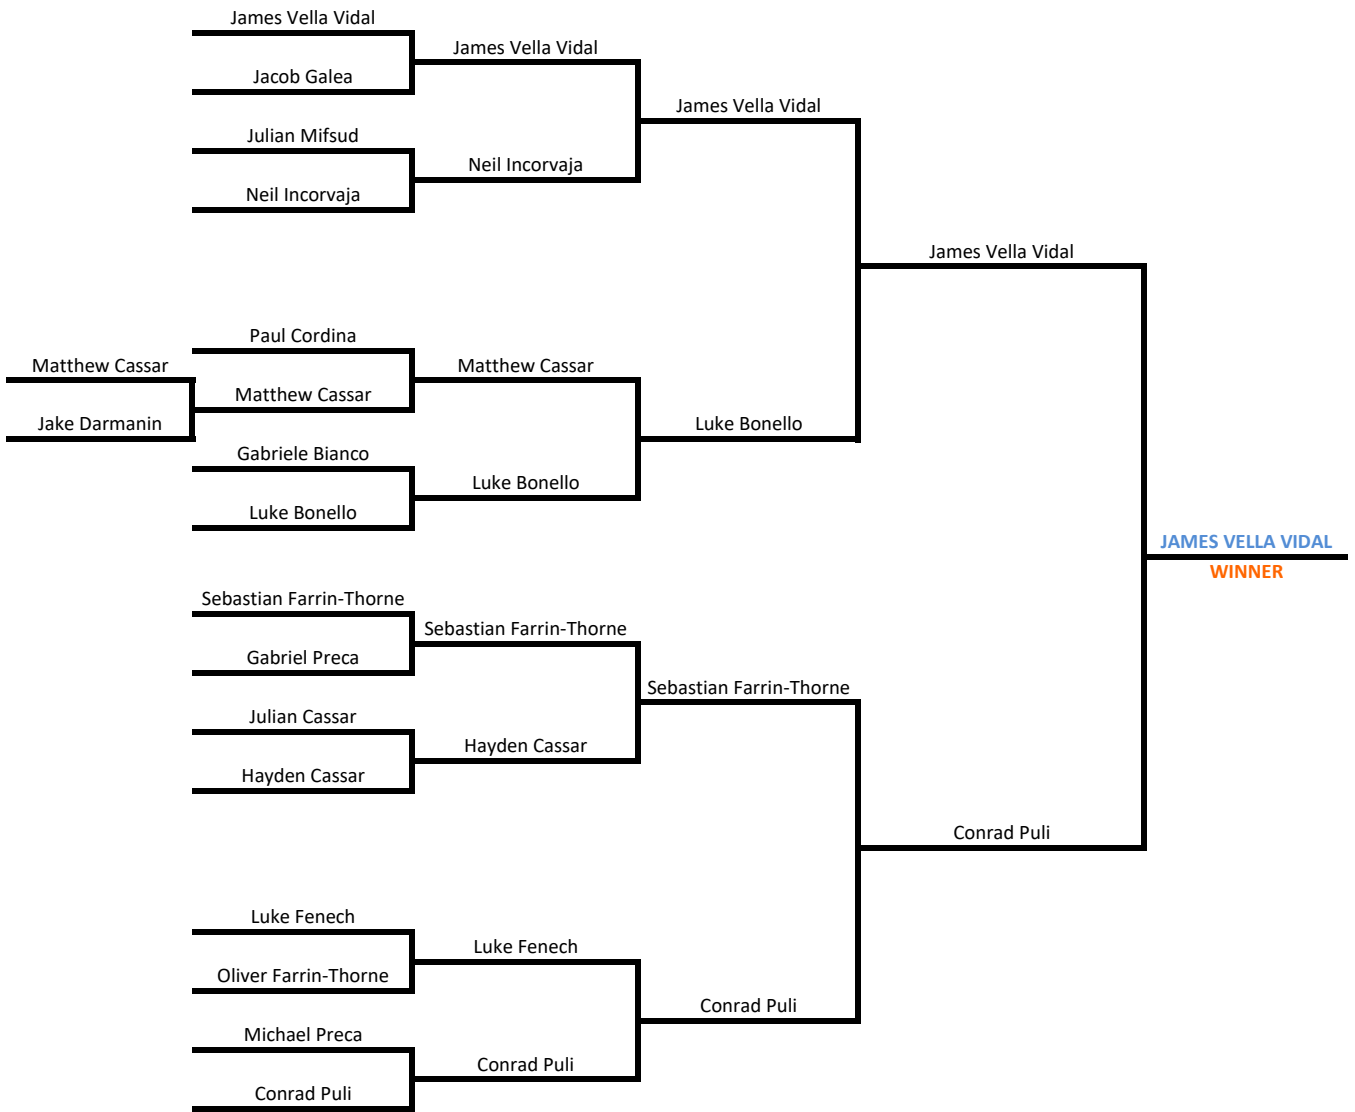 James Vella Vidal
James Vella Vidal
Jacob Galea
James Vella Vidal
Julian Mifsud
Neil Incorvaja
Neil Incorvaja
James Vella Vidal
Paul Cordina
Matthew Cassar
Matthew Cassar
Matthew Cassar
Jake Darmanin
Luke Bonello
Gabriele Bianco
Luke Bonello
Luke Bonello
JAMES VELLA VIDAL
WINNER
Sebastian Farrin-Thorne
Sebastian Farrin-Thorne
Gabriel Preca
Sebastian Farrin-Thorne
Julian Cassar
Hayden Cassar
Hayden Cassar
Conrad Puli
Luke Fenech
Luke Fenech
Oliver Farrin-Thorne
Conrad Puli
Michael Preca
Conrad Puli
Conrad Puli